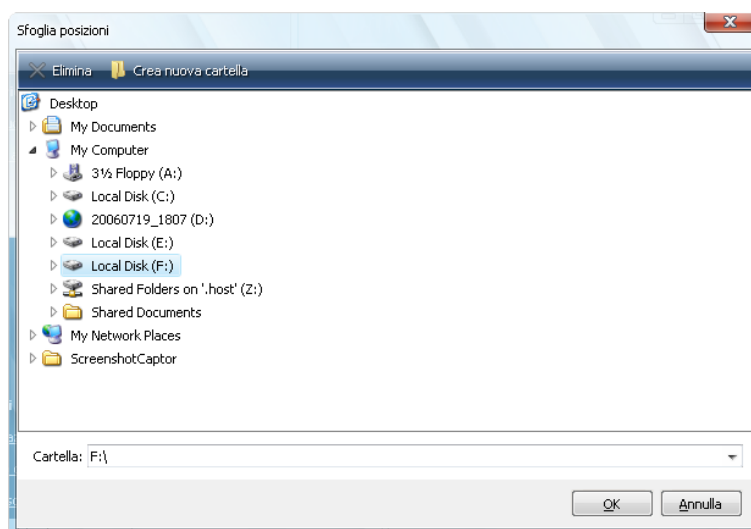 Sfoglia posizioni
Elimina Crea nuova cartella
Desktop
My Documents
My Computer
3½ Floppy (A:)
Local Disk (C:)
20060719_1807 (D:)
Local Disk (E:)
Local Disk (F:)
Shared Folders on '.host' (Z:)
Shared Documents
My Network Places
ScreenshotCaptor
Cartella: F:\
OK Annulla